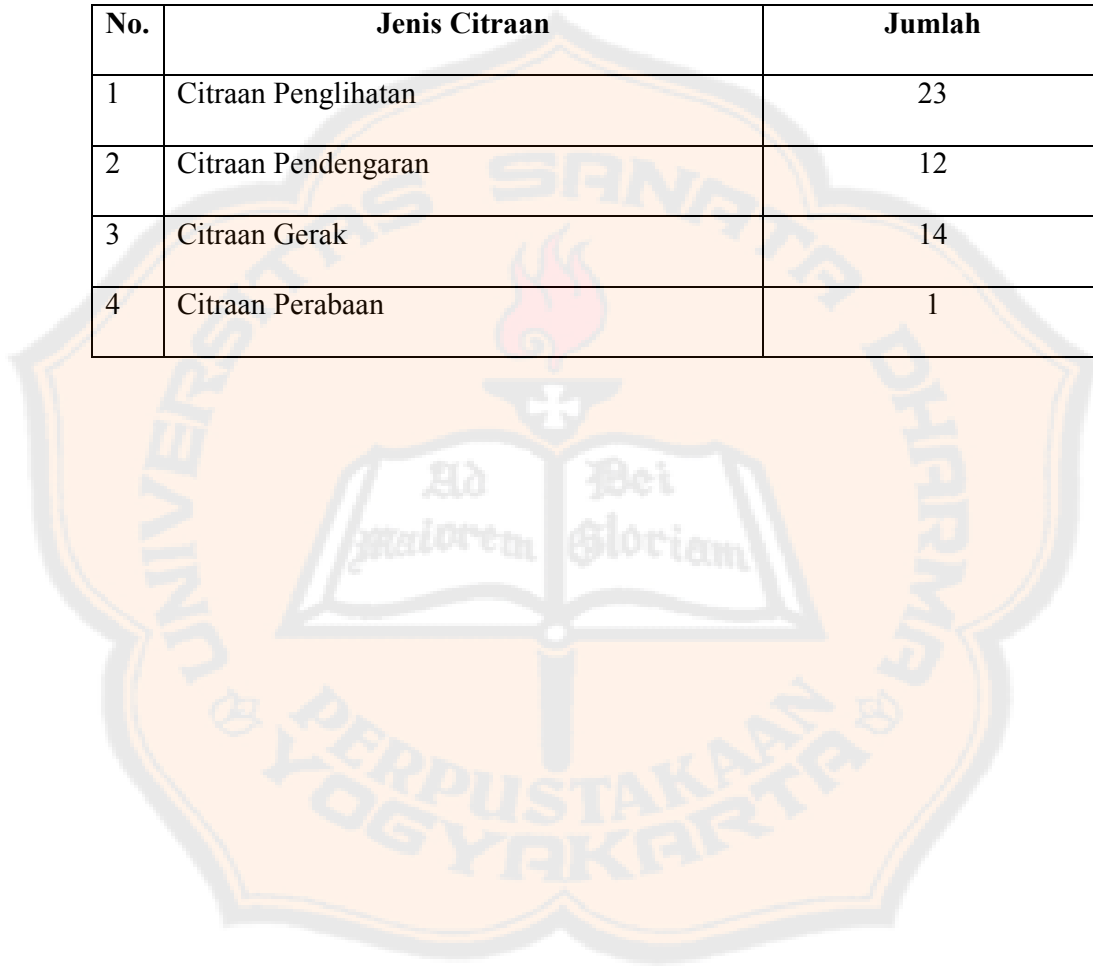 No. Jenis Citraan Jumlah
1 Citraan Penglihatan 23
2 Citraan Pendengaran 12
3 Citraan Gerak 14
4 Citraan Perabaan 1
UNIVERSITAS SANATA DHARMA
Ad Dei
Maiorem Gloriam
PERPUSTAKAAN
YOGYAKARTA